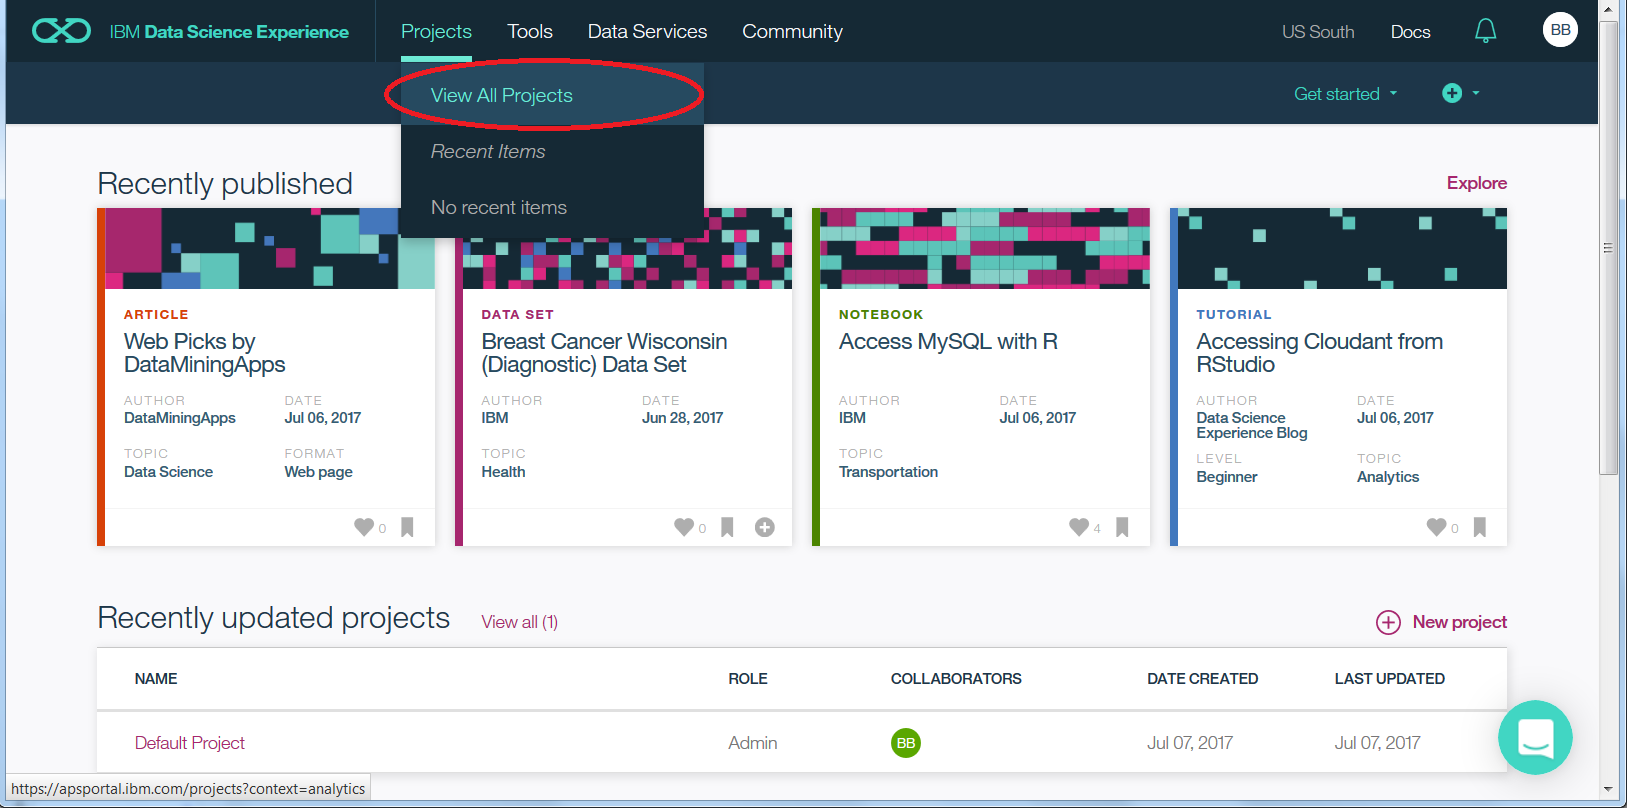 IBM Data Science Experience
Projects
Tools
Data Services
Community
US South
Docs
BB
View All Projects
Get started
Recent Items
No recent items
Recently published
Explore
ARTICLE
Web Picks by
DataMiningApps
AUTHOR
DataMiningApps
DATE
Jul 06, 2017
TOPIC
Data Science
FORMAT
Web page
0
DATA SET
Breast Cancer Wisconsin
(Diagnostic) Data Set
AUTHOR
IBM
DATE
Jun 28, 2017
TOPIC
Health
0
NOTEBOOK
Access MySQL with R
AUTHOR
IBM
DATE
Jul 06, 2017
TOPIC
Transportation
4
TUTORIAL
Accessing Cloudant from
RStudio
AUTHOR
Data Science
Experience Blog
DATE
Jul 06, 2017
LEVEL
Beginner
TOPIC
Analytics
0
Recently updated projects
View all (1)
New project
NAME ROLE COLLABORATORS DATE CREATED LAST UPDATED
Default Project Admin BB Jul 07, 2017 Jul 07, 2017
https://apsportal.ibm.com/projects?context=analytics